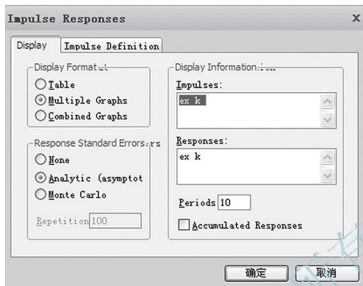 Impulse Responses
x
Display
Impulse Definition
Display Format
Table
Multiple Graphs
Combined Graphs
Response Standard Errors
None
Analytic (asymptot
Monte Carlo
Repetition 100
Display Information
Impulses:
ex k
Responses:
ex k
Periods 10
Accumulated Responses
确定
取消